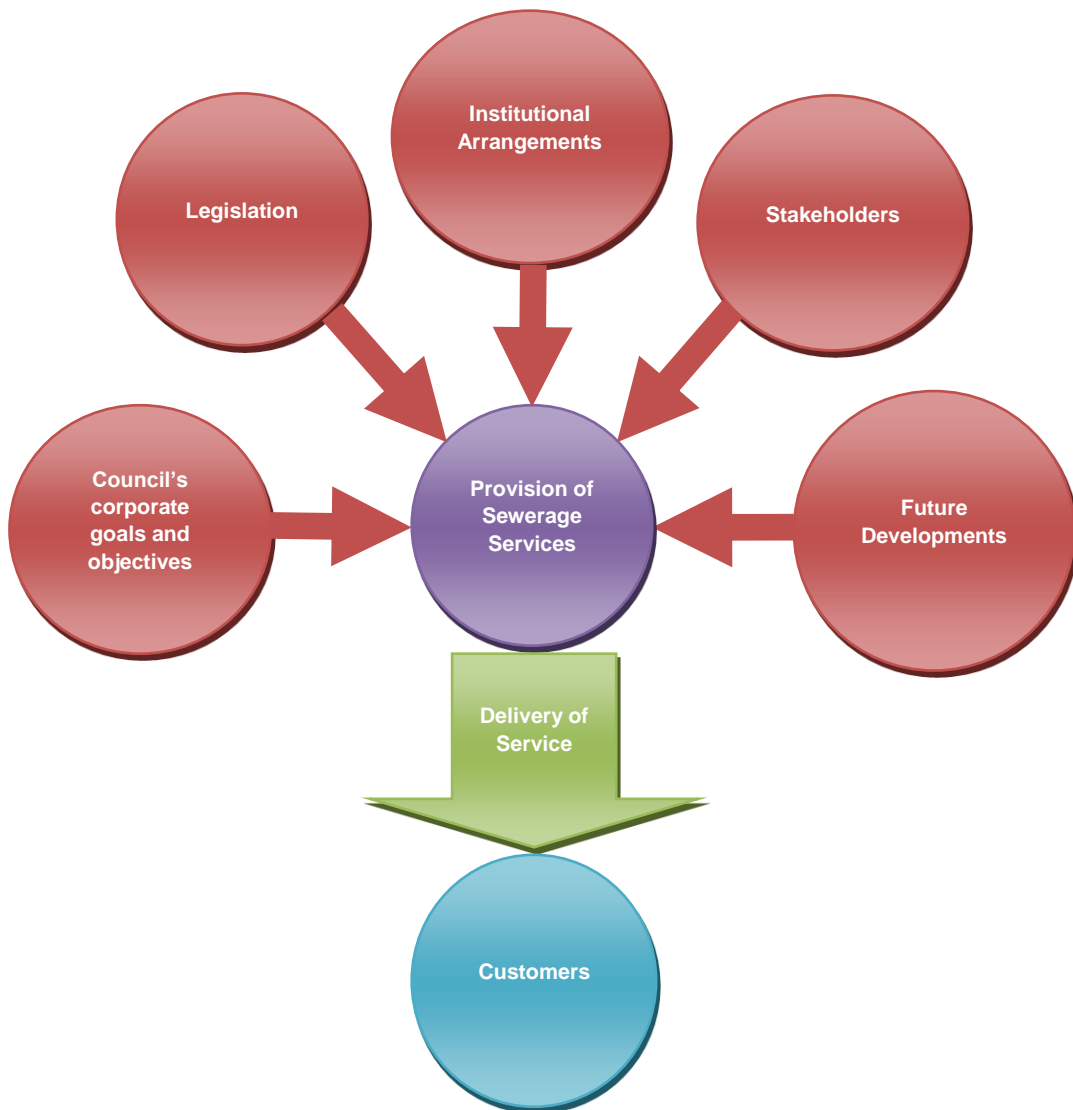 Institutional
Arrangements
Legislation
Stakeholders
Council’s
corporate
goals and
objectives
Provision of
Sewerage
Services
Future
Developments
Delivery of
Service
Customers